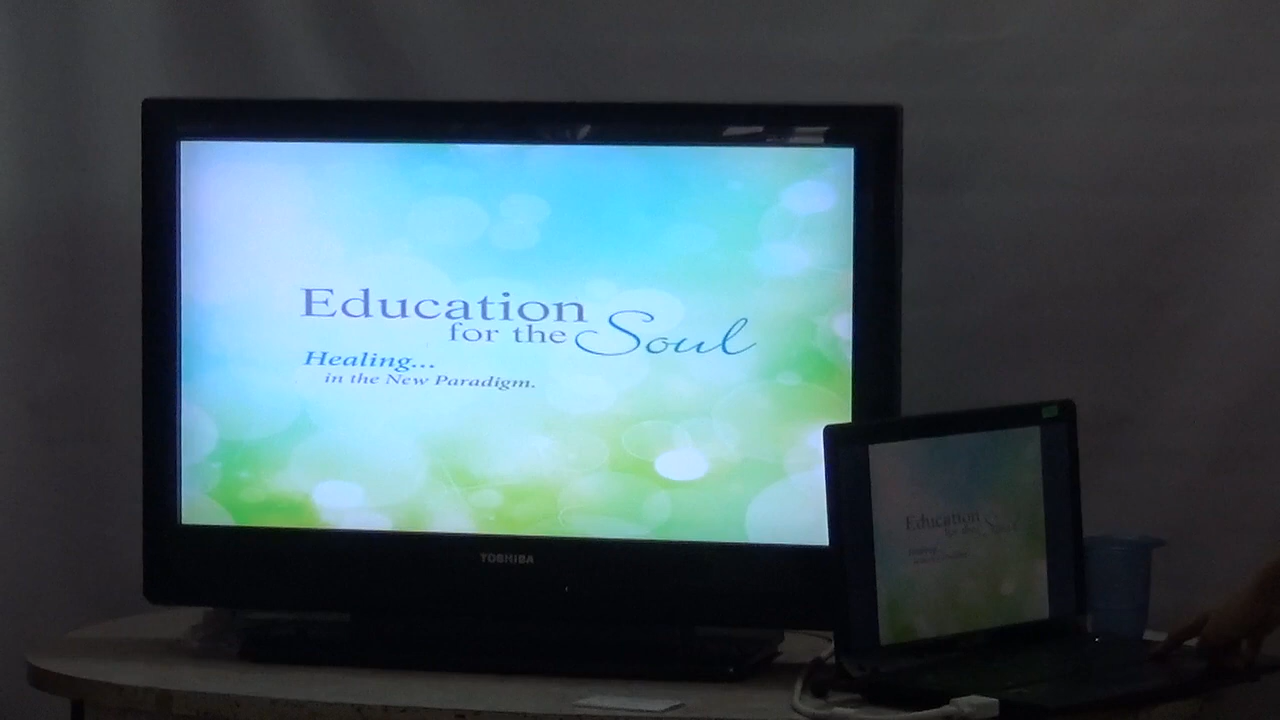 Education
for the Soul
Healing...
in the New Paradigm.
TOSHIBA
Education